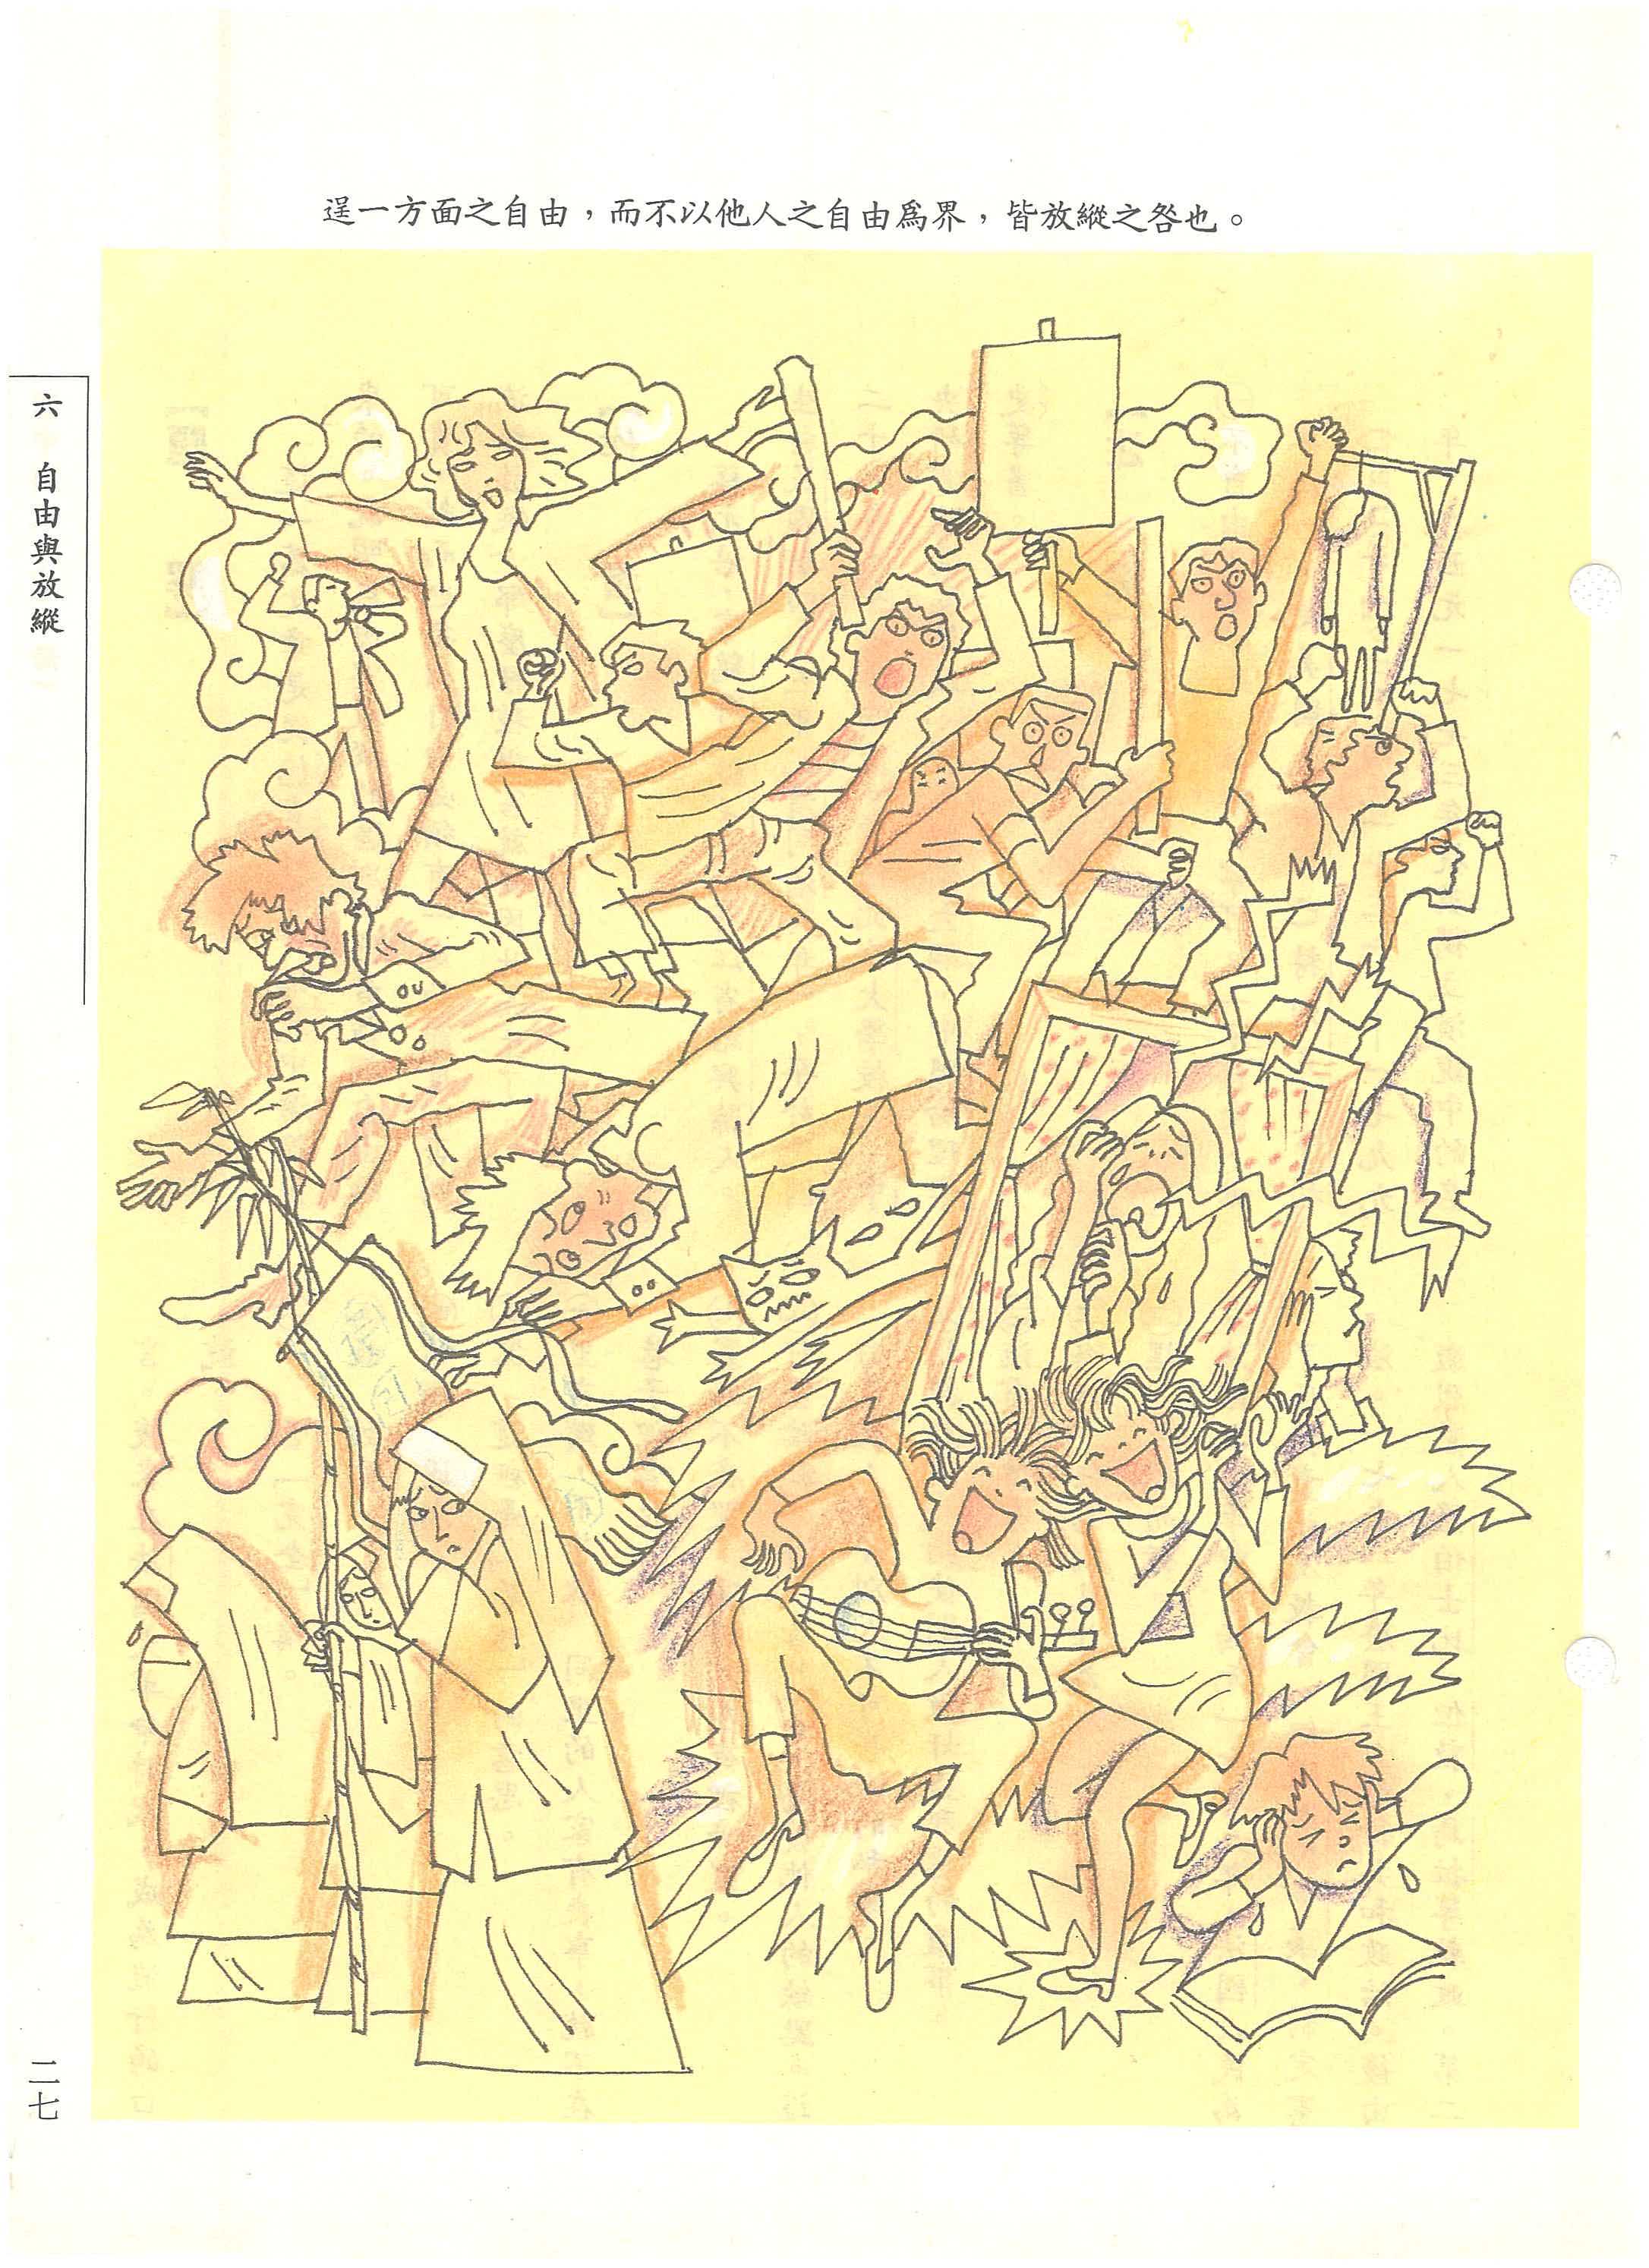 逞一方面之自由，而不以他人之自由爲界，皆放縱之咎也。
六　自由與放縱
二七